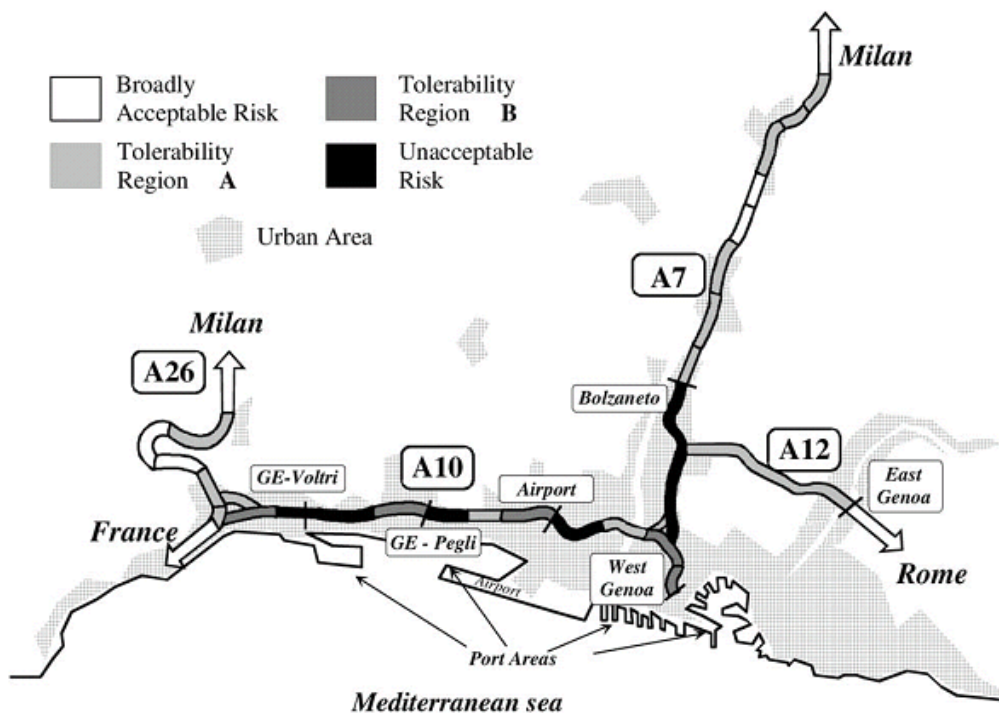 Broadly
Acceptable Risk
Tolerability
Region B
Tolerability
Region A
Unacceptable
Risk
Urban Area
Milan
A7
Milan
A26
Bolzaneto
A12
East
Genoa
GE-Voltri
A10
Airport
France
GE - Pegli
West
Genoa
Rome
Airport
Port Areas
Mediterranean sea